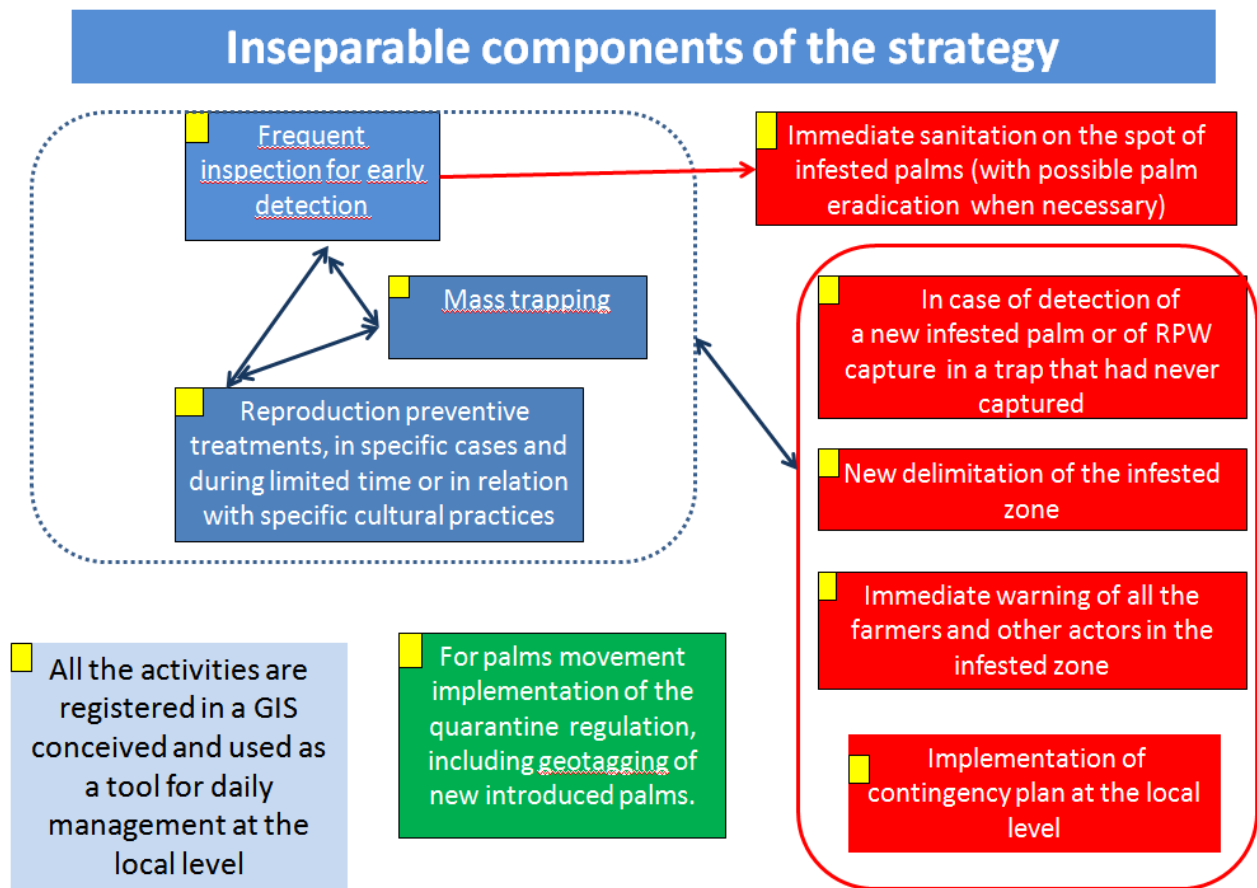 Inseparable components of the strategy
Frequent
inspection for early
detection
Immediate sanitation on the spot of
infested palms (with possible palm
eradication when necessary)
Mass trapping
Reproduction preventive
treatments, in specific cases and
during limited time or in relation
with specific cultural practices
In case of detection of
a new infested palm or of RPW
capture in a trap that had never
captured
New delimitation of the infested
zone
Immediate warning of all the
farmers and other actors in the
infested zone
Implementation of
contingency plan at the local
level
All the activities are
registered in a GIS
conceived and used as
a tool for daily
management at the
local level
For palms movement
implementation of the
quarantine regulation,
including geotagging of
new introduced palms.